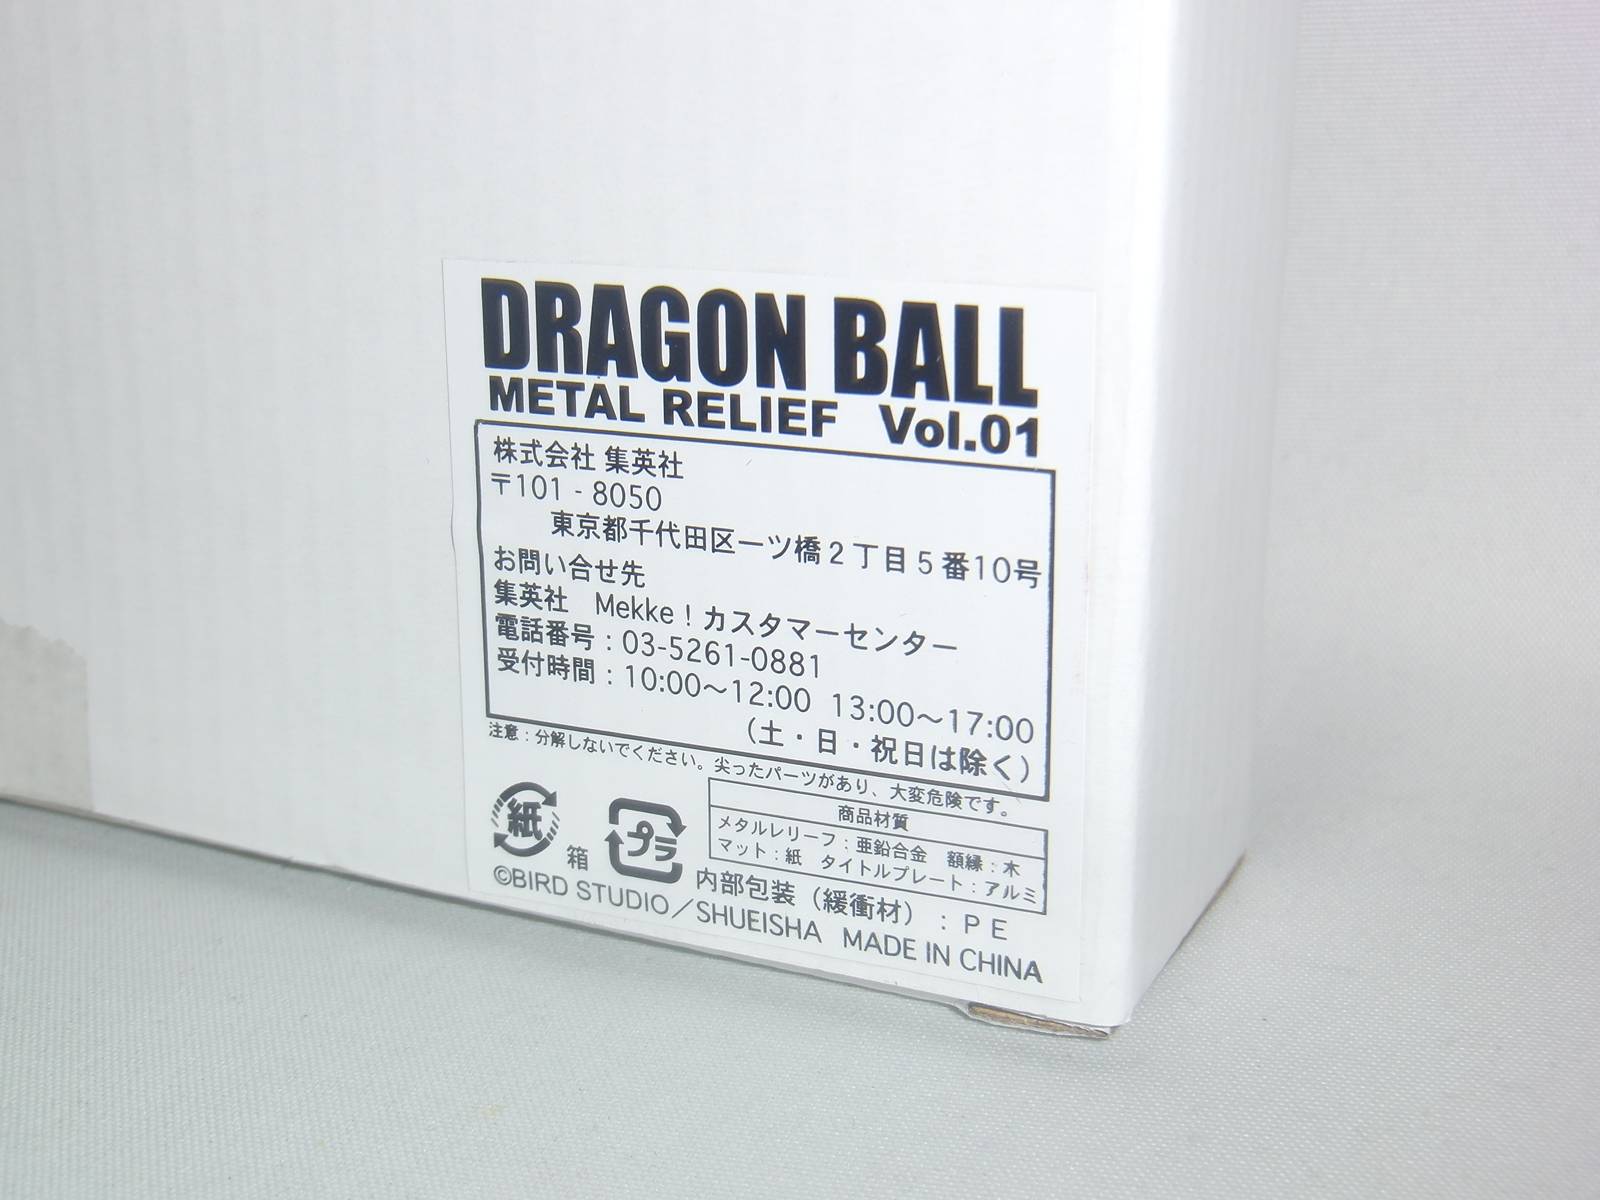 DRAGON BALL
METAL RELIEF Vol.01
株式会社 集英社
〒101 - 8050
東京都千代田区一ツ橋２丁目５番10号
お問い合せ先
集英社 Mekke！カスタマーセンター
電話番号：03-5261-0881
受付時間：10:00～12:00 13:00～17:00
（土・日・祝日は除く）
注意：分解しないでください。尖ったパーツがあり、大変危険です。
商品材質
メタルレリーフ：亜鉛合金 額縁：木
マット：紙 タイトルプレート：アルミ
紙 箱
プラ 内部包装（緩衝材）：ＰＥ
©BIRD STUDIO／SHUEISHA MADE IN CHINA